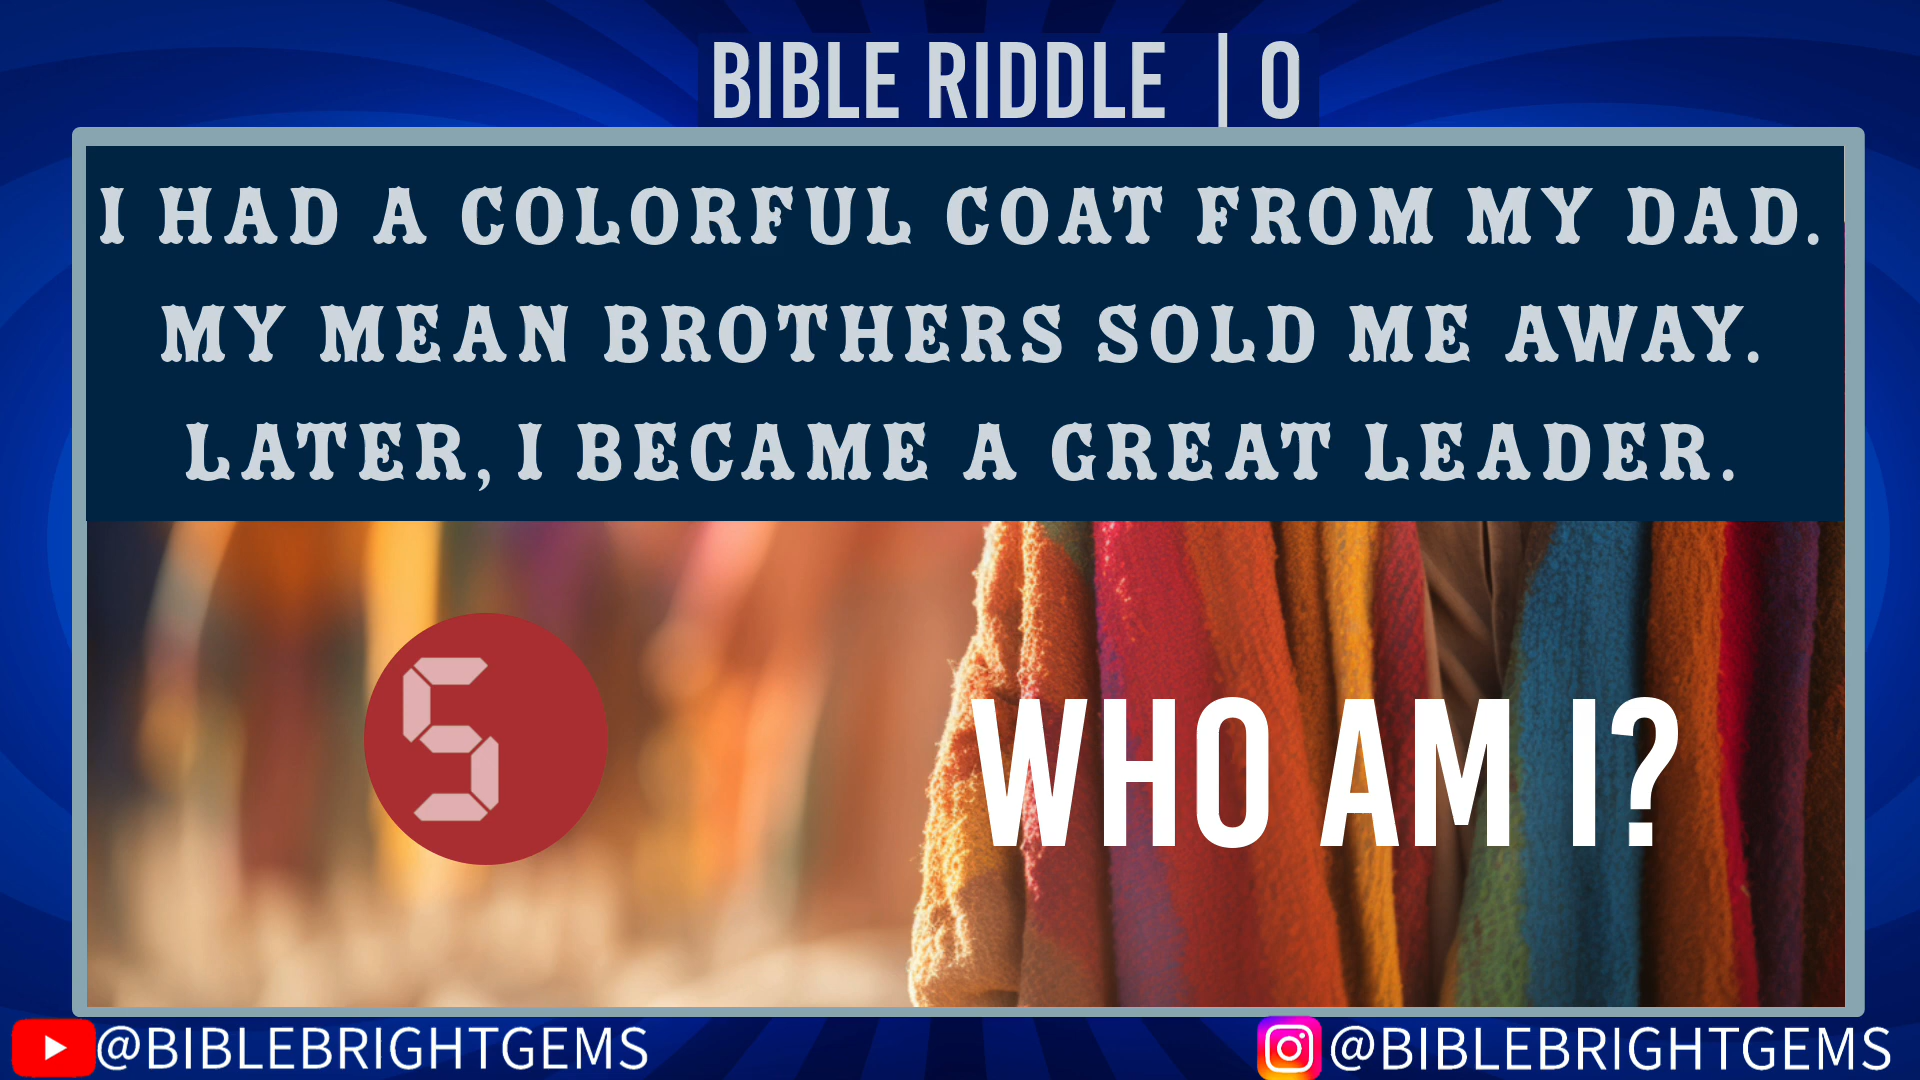 BIBLE RIDDLE | 0
I HAD A COLORFUL COAT FROM MY DAD.
MY MEAN BROTHERS SOLD ME AWAY.
LATER, I BECAME A GREAT LEADER.
5
WHO AM I?
@BIBLEBRIGHTGEMS
@BIBLEBRIGHTGEMS